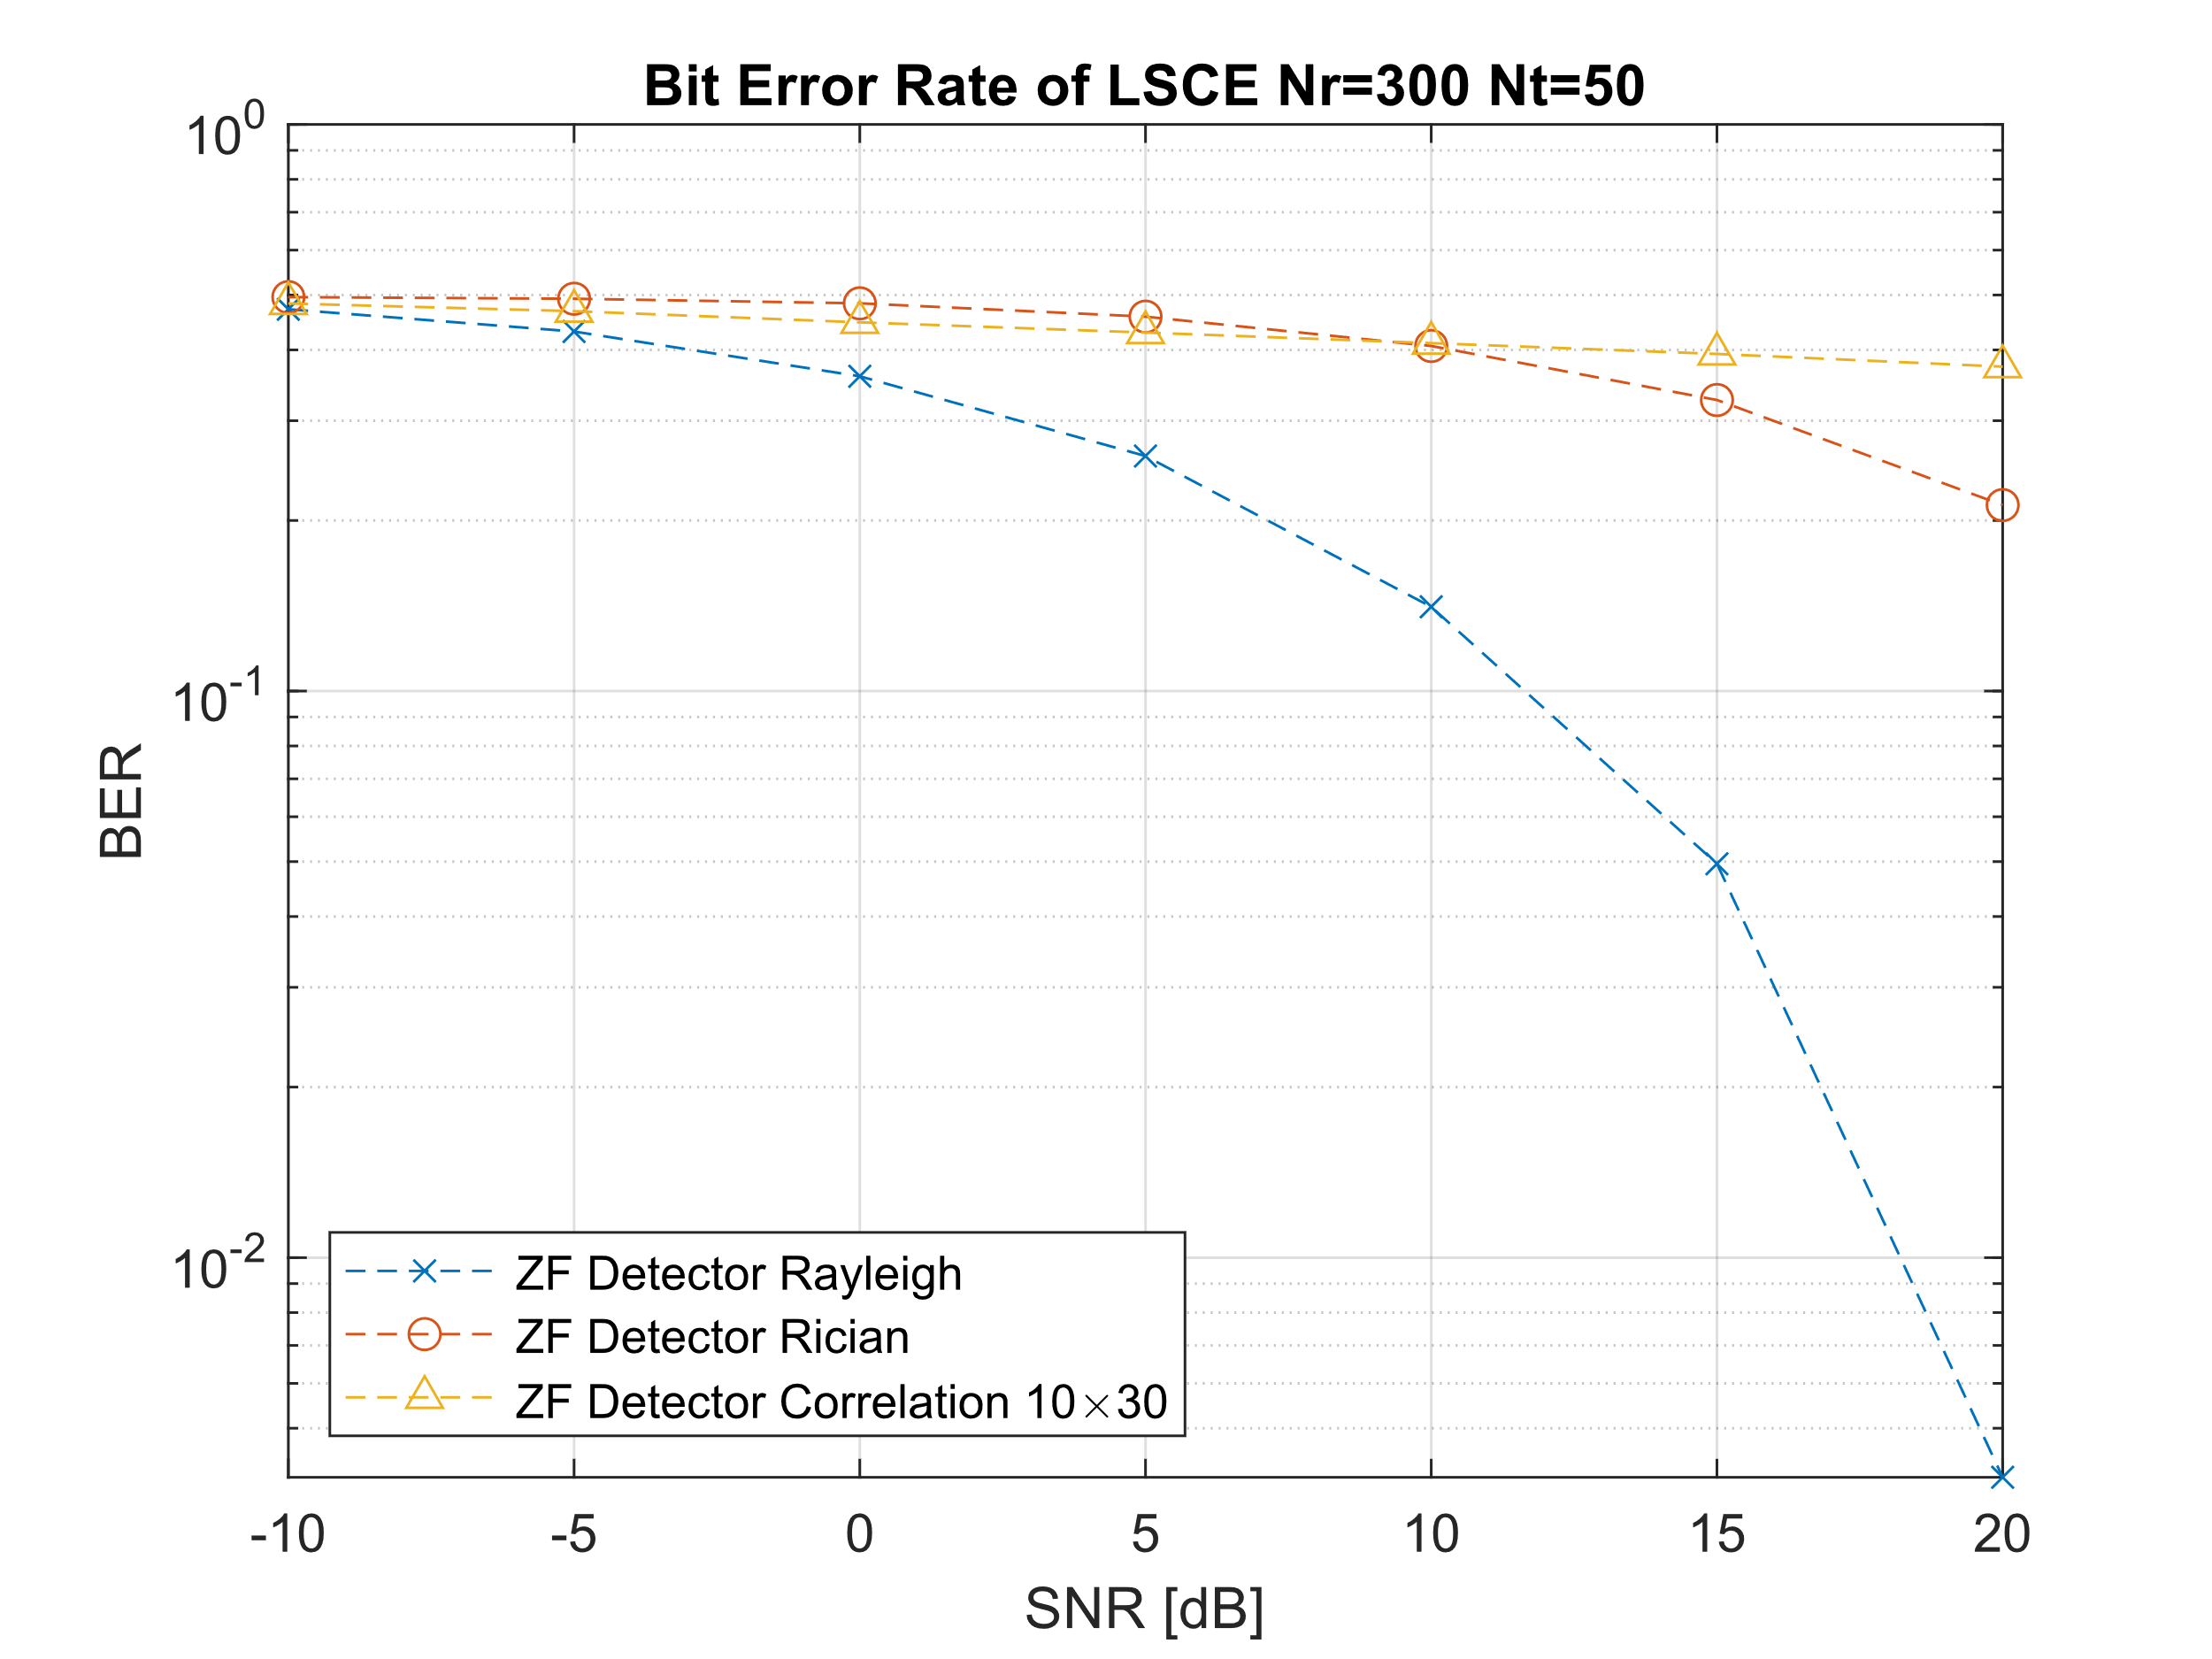 Bit Error Rate of LSCE Nr=300 Nt=50
10^0
10^-1
10^-2
BER
ZF Detector Rayleigh
ZF Detector Rician
ZF Detector Correlation 10×30
-10 -5 0 5 10 15 20
SNR [dB]